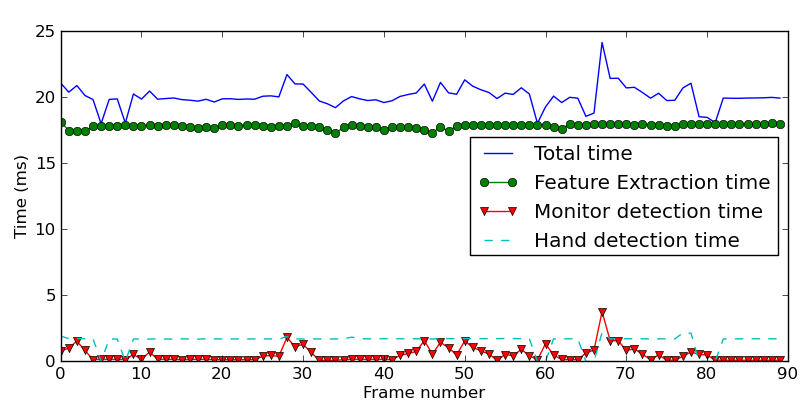 25
20
15
10
5
0
Time (ms)
Total time
Feature Extraction time
Monitor detection time
Hand detection time
0 10 20 30 40 50 60 70 80 90
Frame number